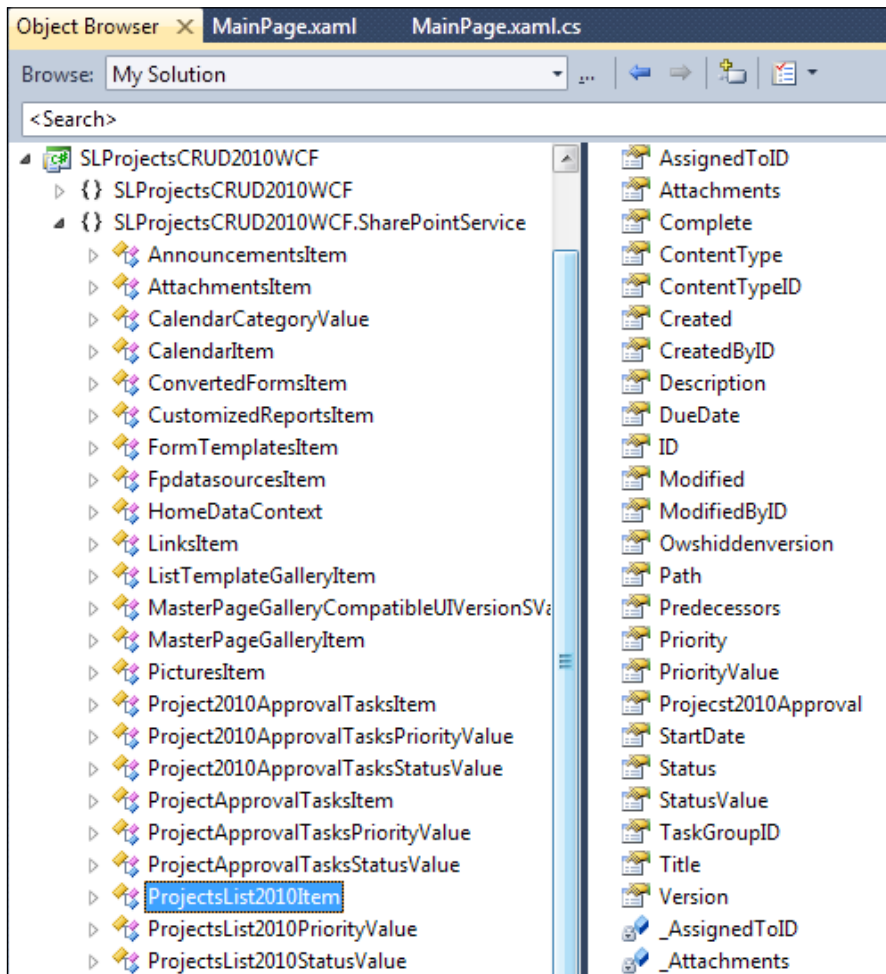 Object Browser MainPage.xaml MainPage.xaml.cs
Browse: My Solution ...
<Search>
SLProjectsCRUD2010WCF
{} SLProjectsCRUD2010WCF
{} SLProjectsCRUD2010WCF.SharePointService
AnnouncementsItem
AttachmentsItem
CalendarCategoryValue
CalendarItem
ConvertedFormsItem
CustomizedReportsItem
FormTemplatesItem
FpdatasourcesItem
HomeDataContext
LinksItem
ListTemplateGalleryItem
MasterPageGalleryCompatibleUIVersionSVa
MasterPageGalleryItem
PicturesItem
Project2010ApprovalTasksItem
Project2010ApprovalTasksPriorityValue
Project2010ApprovalTasksStatusValue
ProjectApprovalTasksItem
ProjectApprovalTasksPriorityValue
ProjectApprovalTasksStatusValue
ProjectsList2010Item
ProjectsList2010PriorityValue
ProjectsList2010StatusValue
AssignedToID
Attachments
Complete
ContentType
ContentTypeID
Created
CreatedByID
Description
DueDate
ID
Modified
ModifiedByID
Owshiddenversion
Path
Predecessors
Priority
PriorityValue
Projecst2010Approval
StartDate
Status
StatusValue
TaskGroupID
Title
Version
_AssignedToID
_Attachments